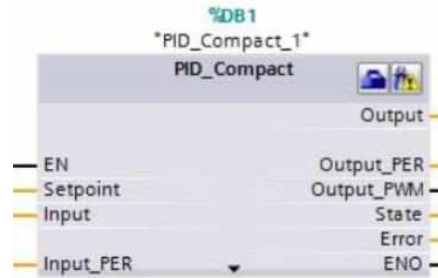 %DB1
"PID_Compact_1"
PID_Compact
Output
EN
Output_PER
Setpoint
Output_PWM
Input
State
Error
Input_PER
ENO